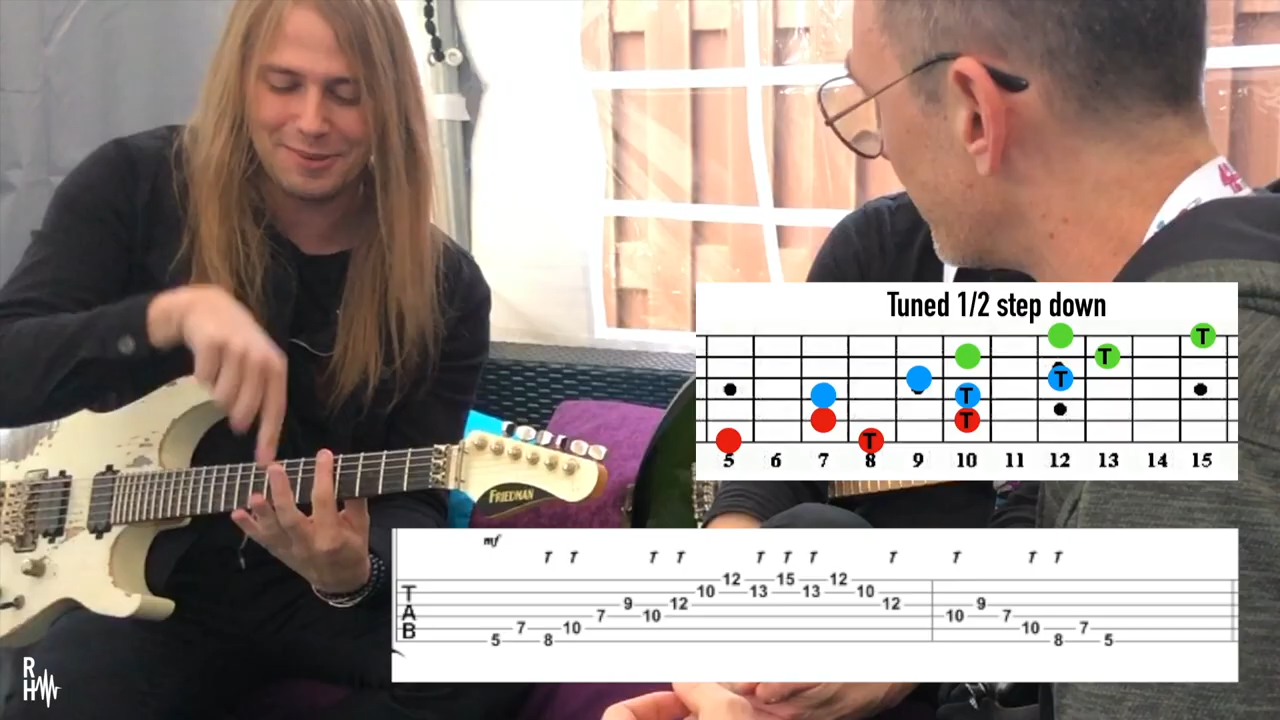 Tuned 1/2 step down
T
T
T
T
T
T
5 6 7 8 9 10 11 12 13 14 15
FRIEDMAN
mf
T T T T T T T T T T T
12 15 12
10 13 13 10
9 12 12 9
T 7 10 10 7
A 7 10 10 7
B 5 8 8 5
RH